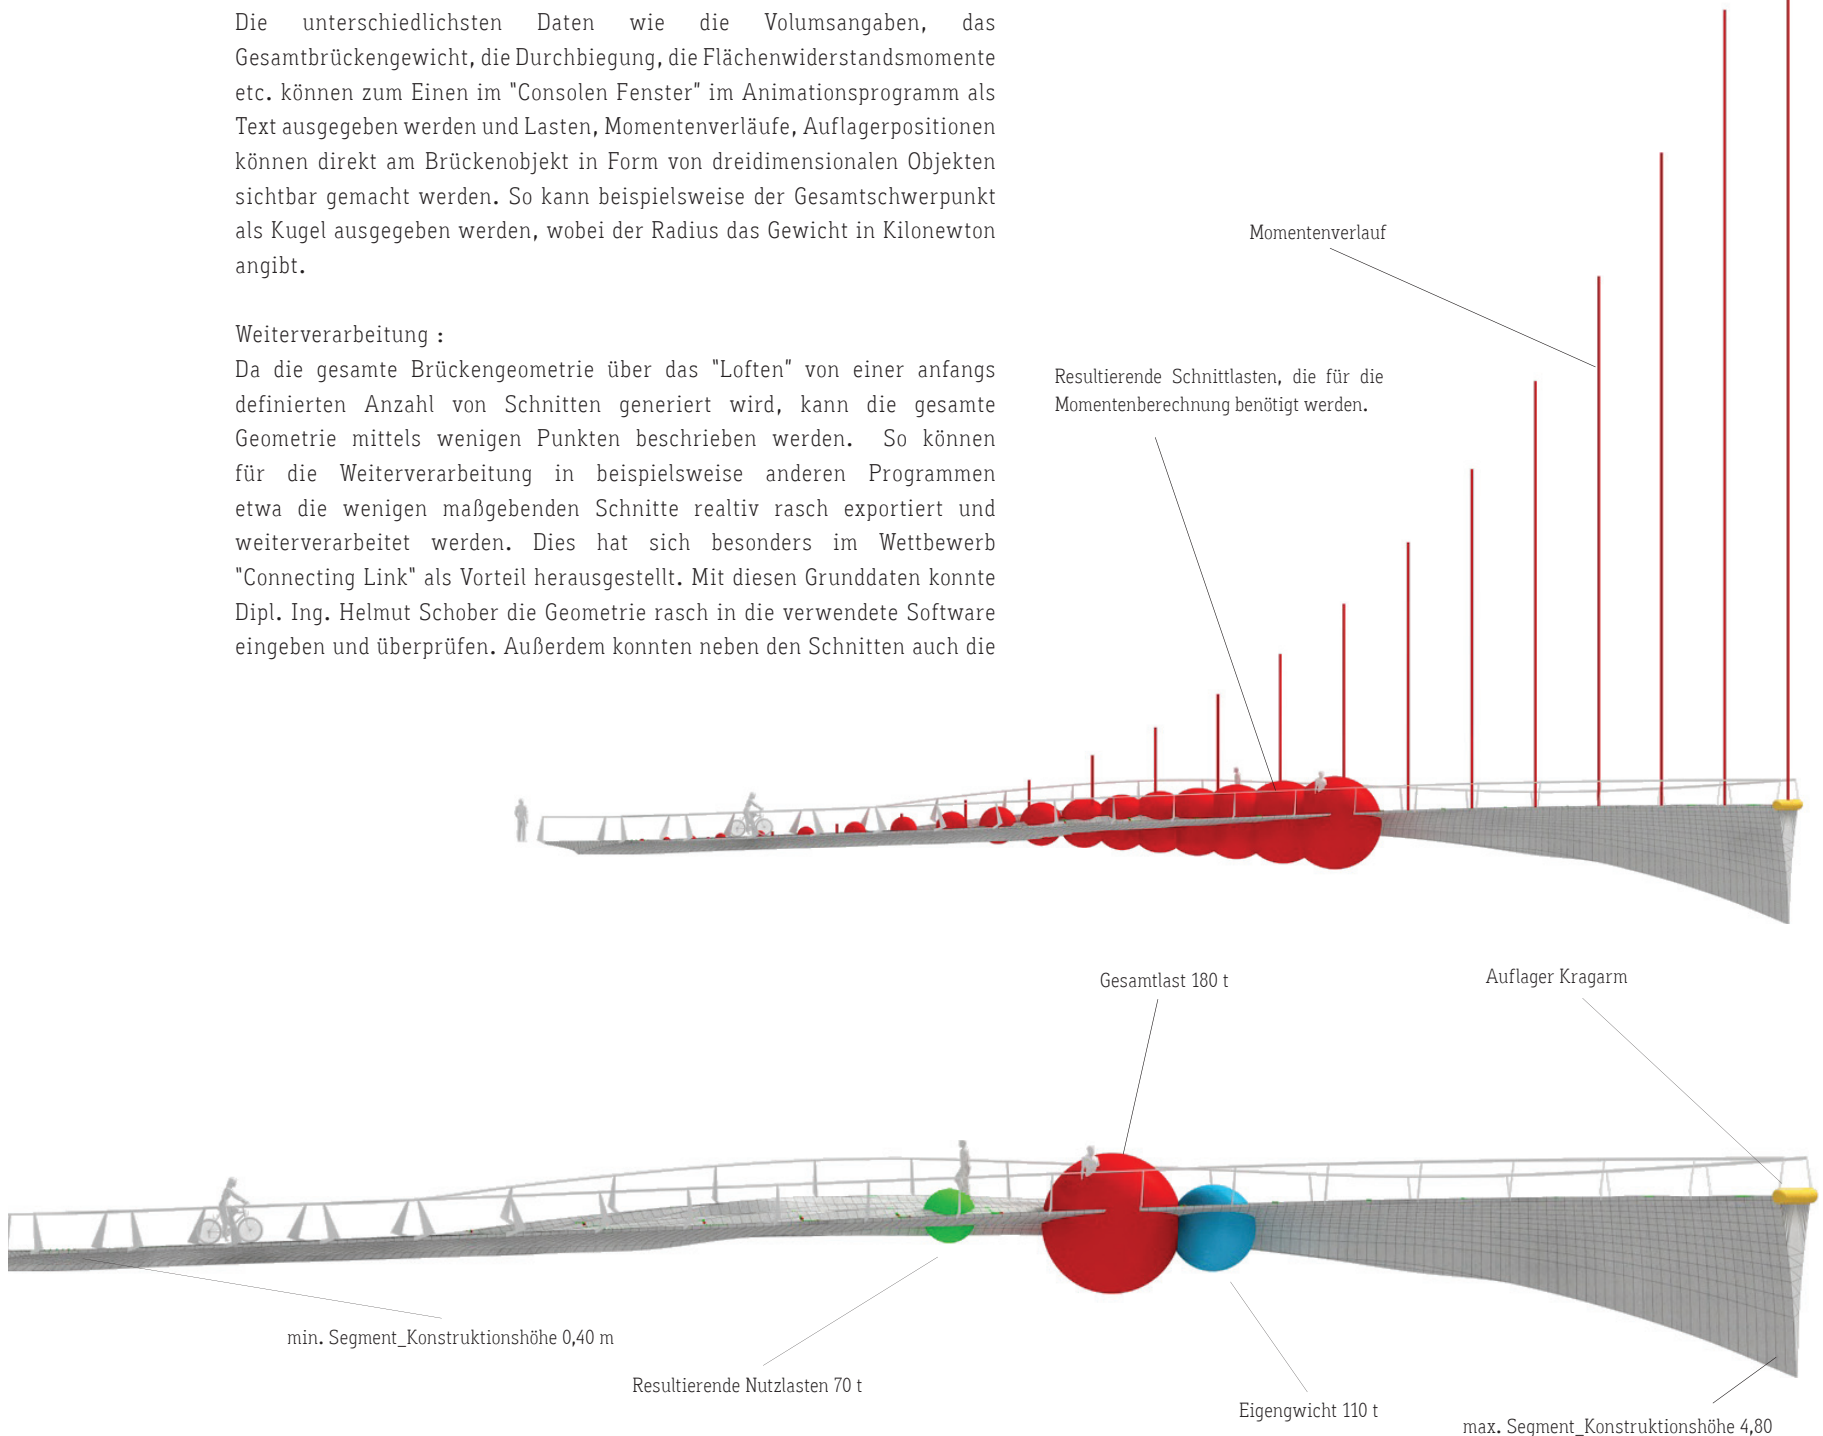 Die unterschiedlichsten Daten wie die Volumsangaben, das
Gesamtbrückengewicht, die Durchbiegung, die Flächenwiderstandsmomente
etc. können zum Einen im "Consolen Fenster" im Animationsprogramm als
Text ausgegeben werden und Lasten, Momentenverläufe, Auflagerpositionen
können direkt am Brückenobjekt in Form von dreidimensionalen Objekten
sichtbar gemacht werden. So kann beispielsweise der Gesamtschwerpunkt
als Kugel ausgegeben werden, wobei der Radius das Gewicht in Kilonewton
angibt.
Weiterverarbeitung :
Da die gesamte Brückengeometrie über das "Loften" von einer anfangs
definierten Anzahl von Schnitten generiert wird, kann die gesamte
Geometrie mittels wenigen Punkten beschrieben werden. So können
für die Weiterverarbeitung in beispielsweise anderen Programmen
etwa die wenigen maßgebenden Schnitte realtiv rasch exportiert und
weiterverarbeitet werden. Dies hat sich besonders im Wettbewerb
"Connecting Link" als Vorteil herausgestellt. Mit diesen Grunddaten konnte
Dipl. Ing. Helmut Schober die Geometrie rasch in die verwendete Software
eingeben und überprüfen. Außerdem konnten neben den Schnitten auch die
Momentenverlauf
Resultierende Schnittlasten, die für die
Momentenberechnung benötigt werden.
Gesamtlast 180 t
Auflager Kragarm
min. Segment_Konstruktionshöhe 0,40 m
Resultierende Nutzlasten 70 t
Eigengwicht 110 t
max. Segment_Konstruktionshöhe 4,80